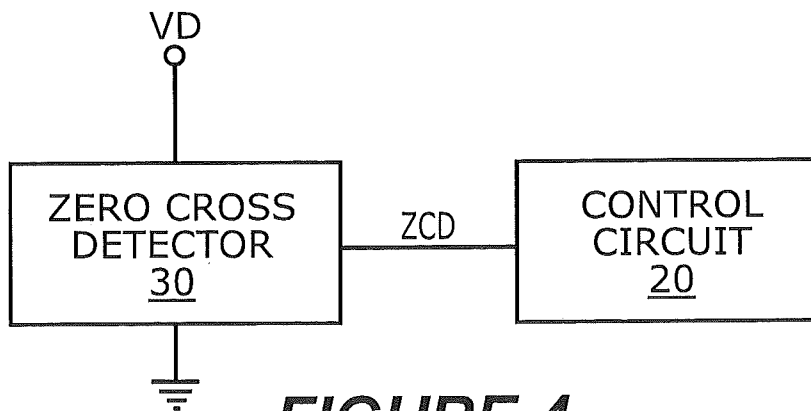 VD
ZERO CROSS
DETECTOR
30
ZCD
CONTROL
CIRCUIT
20
FIGURE 4